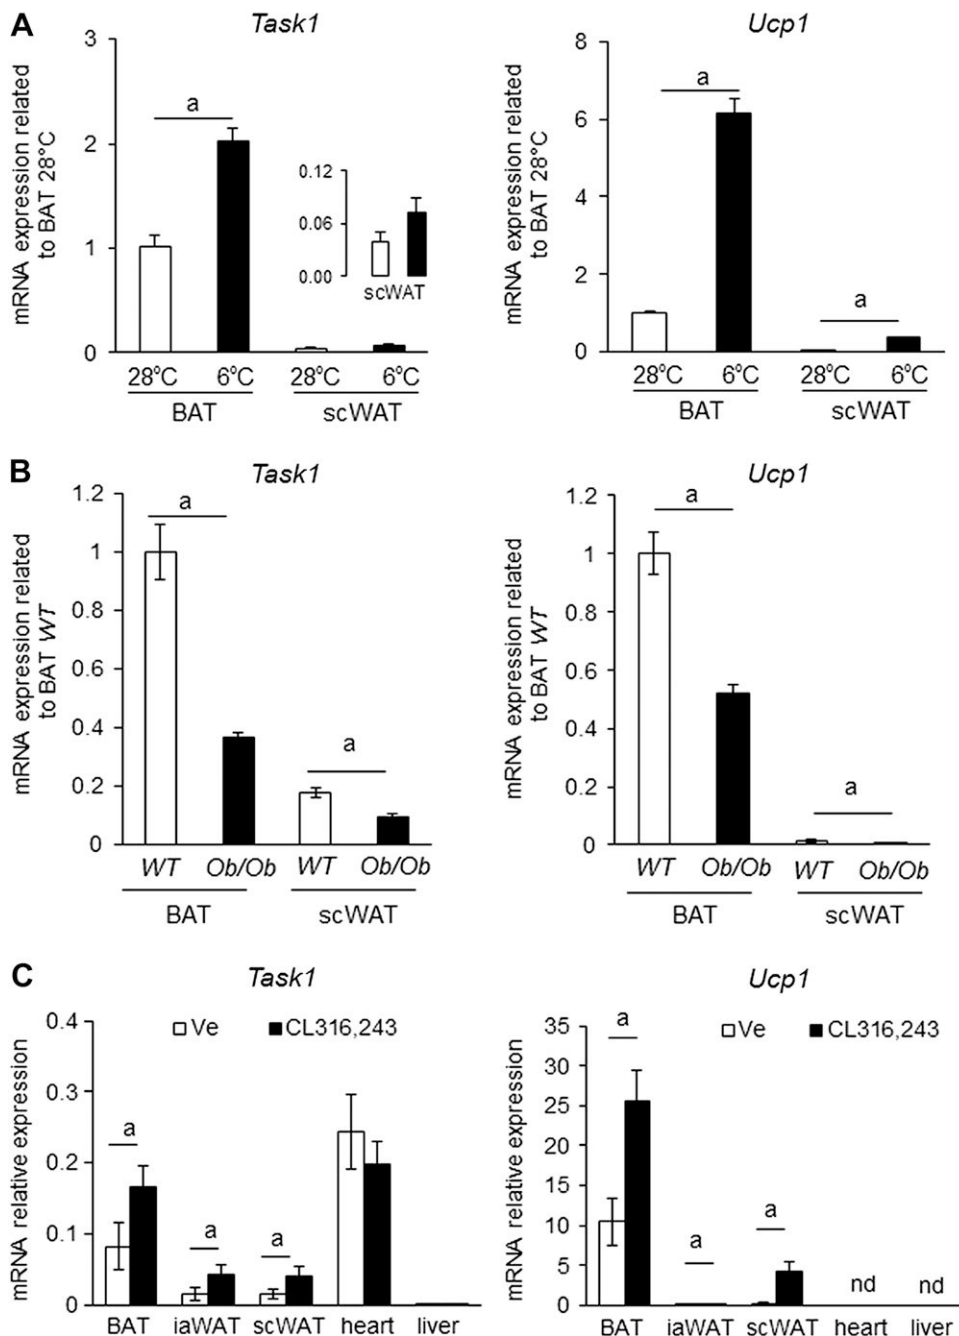 A
Task1
Ucp1
mRNA expression related
to BAT 28°C
3
2
1
0
0.12
0.06
0.00
scWAT
a
28°C 6°C 28°C 6°C
BAT scWAT
mRNA expression related
to BAT 28°C
8
6
4
2
0
a
a
28°C 6°C 28°C 6°C
BAT scWAT
B
Task1
Ucp1
mRNA expression related
to BAT WT
1.2
1
0.8
0.6
0.4
0.2
0
a
a
WT Ob/Ob WT Ob/Ob
BAT scWAT
mRNA expression related
to BAT WT
1.2
1
0.8
0.6
0.4
0.2
0
a
a
WT Ob/Ob WT Ob/Ob
BAT scWAT
C
Task1
Ucp1
mRNA relative expression
0.4
0.3
0.2
0.1
0
Ve CL316,243
a
a
a
BAT iaWAT scWAT heart liver
mRNA relative expression
35
30
25
20
15
10
5
0
Ve CL316,243
a
a
a
nd nd
BAT iaWAT scWAT heart liver